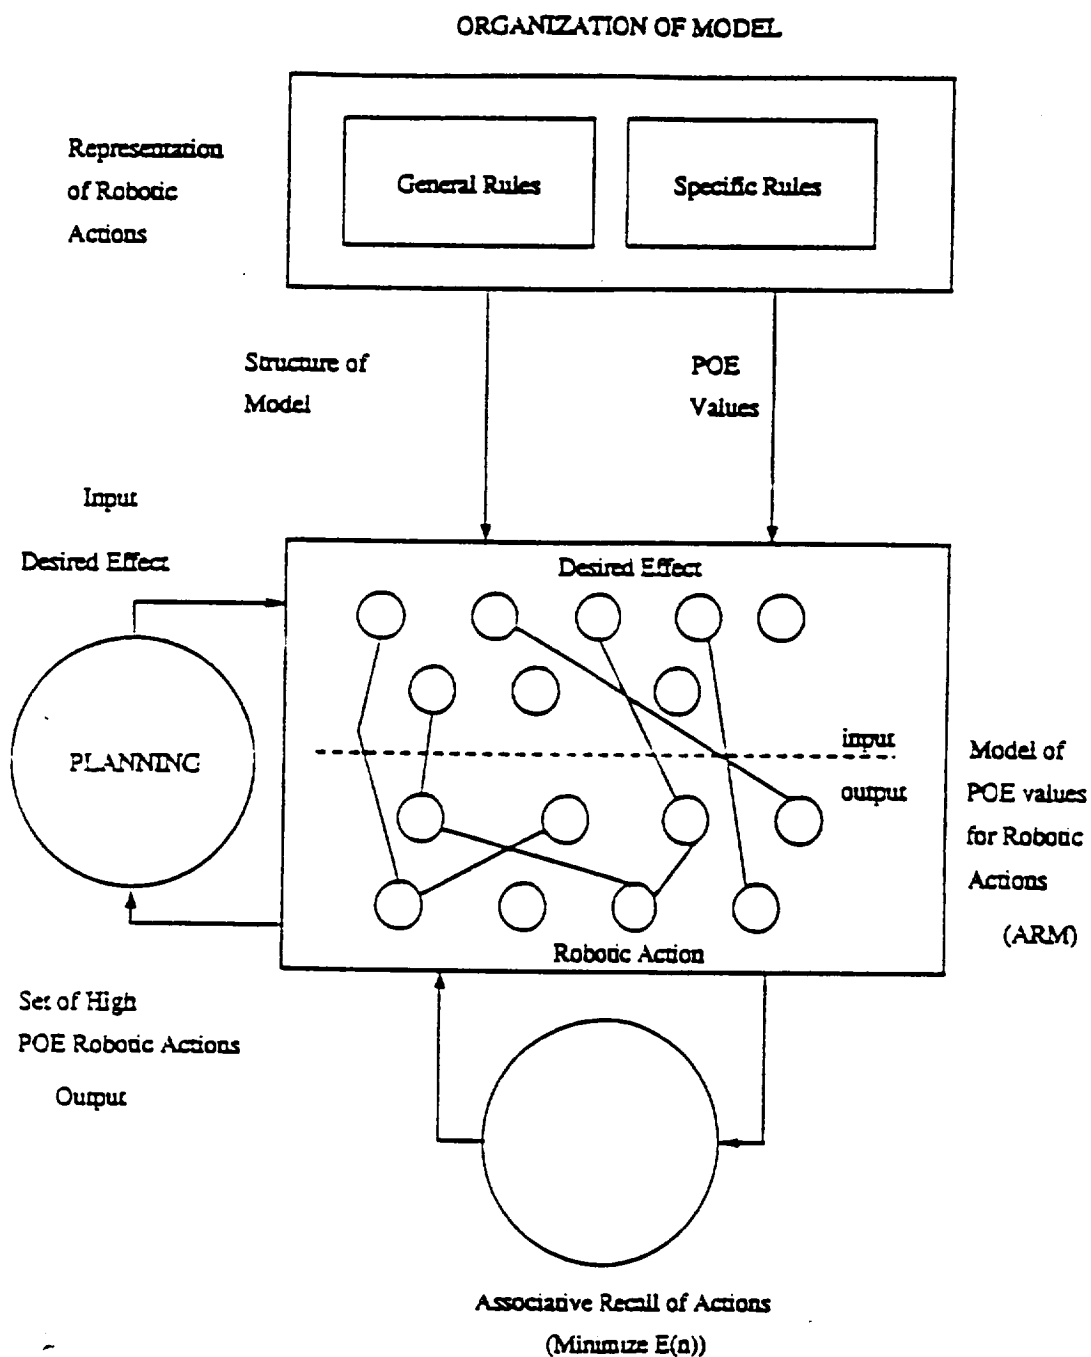 ORGANIZATION OF MODEL
Representation
of Robotic
Actions
General Rules
Specific Rules
Structure of
Model
POE
Values
Input
Desired Effect
Desired Effect
PLANNING
input
output
Model of
POE values
for Robotic
Actions
(ARM)
Robotic Action
Set of High
POE Robotic Actions
Output
Associative Recall of Actions
(Minimize E(n))